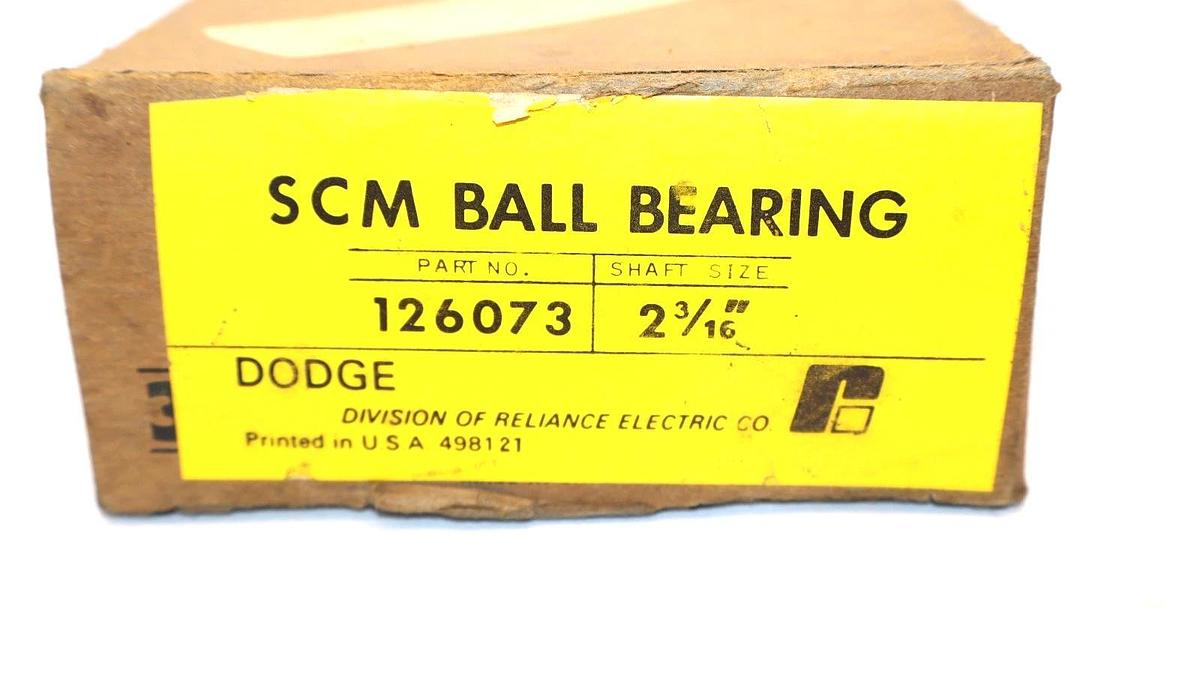 SCM BALL BEARING
PART NO. SHAFT SIZE
126073 2 3/16"
DODGE
DIVISION OF RELIANCE ELECTRIC CO.
Printed in U S A 498121